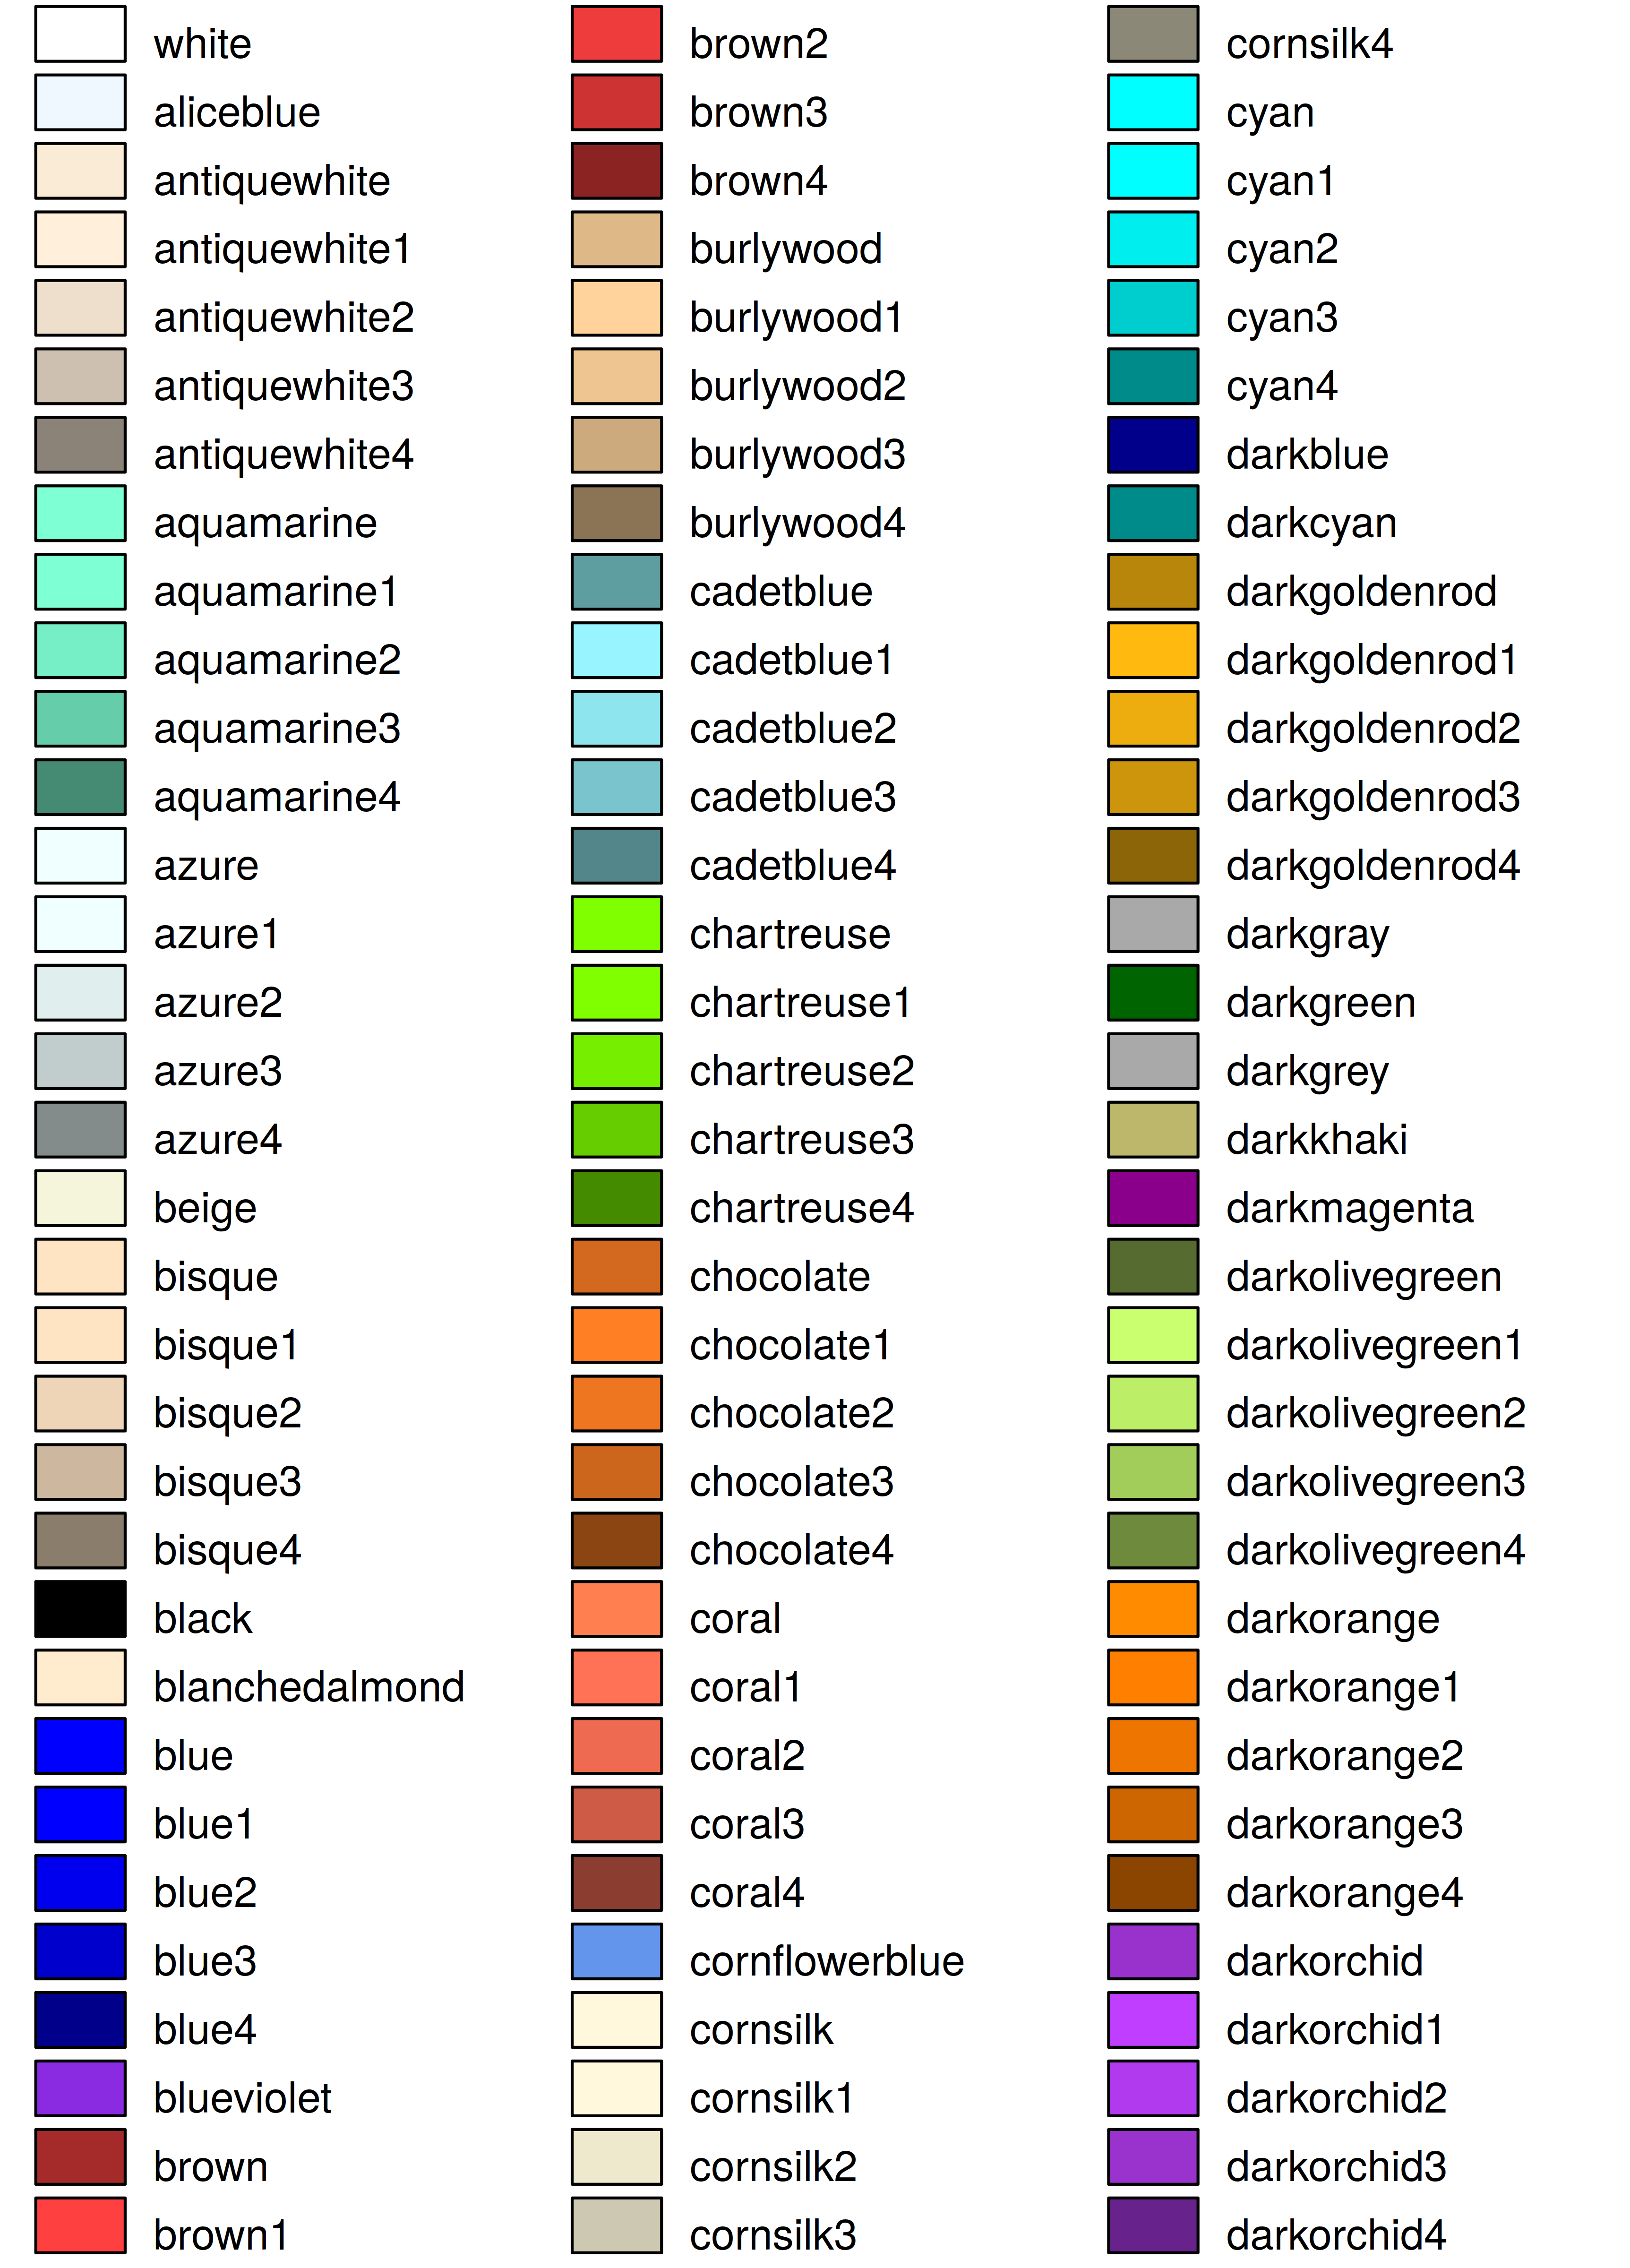 white
aliceblue
antiquewhite
antiquewhite1
antiquewhite2
antiquewhite3
antiquewhite4
aquamarine
aquamarine1
aquamarine2
aquamarine3
aquamarine4
azure
azure1
azure2
azure3
azure4
beige
bisque
bisque1
bisque2
bisque3
bisque4
black
blanchedalmond
blue
blue1
blue2
blue3
blue4
blueviolet
brown
brown1
brown2
brown3
brown4
burlywood
burlywood1
burlywood2
burlywood3
burlywood4
cadetblue
cadetblue1
cadetblue2
cadetblue3
cadetblue4
chartreuse
chartreuse1
chartreuse2
chartreuse3
chartreuse4
chocolate
chocolate1
chocolate2
chocolate3
chocolate4
coral
coral1
coral2
coral3
coral4
cornflowerblue
cornsilk
cornsilk1
cornsilk2
cornsilk3
cornsilk4
cyan
cyan1
cyan2
cyan3
cyan4
darkblue
darkcyan
darkgoldenrod
darkgoldenrod1
darkgoldenrod2
darkgoldenrod3
darkgoldenrod4
darkgray
darkgreen
darkgrey
darkkhaki
darkmagenta
darkolivegreen
darkolivegreen1
darkolivegreen2
darkolivegreen3
darkolivegreen4
darkorange
darkorange1
darkorange2
darkorange3
darkorange4
darkorchid
darkorchid1
darkorchid2
darkorchid3
darkorchid4